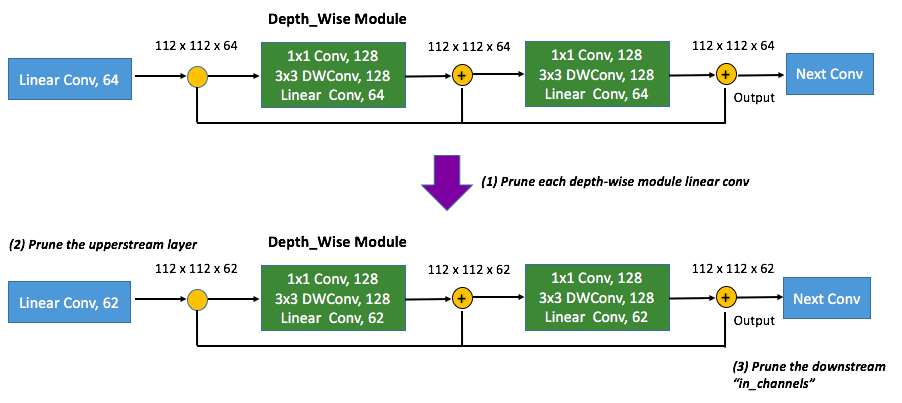 Depth_Wise Module
112 x 112 x 64
112 x 112 x 64
112 x 112 x 64
Linear Conv, 64
1x1 Conv, 128
3x3 DWConv, 128
Linear Conv, 64
+
1x1 Conv, 128
3x3 DWConv, 128
Linear Conv, 64
+
Output
Next Conv
(1) Prune each depth-wise module linear conv
(2) Prune the upperstream layer
Depth_Wise Module
112 x 112 x 62
112 x 112 x 62
112 x 112 x 62
Linear Conv, 62
1x1 Conv, 128
3x3 DWConv, 128
Linear Conv, 62
+
1x1 Conv, 128
3x3 DWConv, 128
Linear Conv, 62
+
Output
Next Conv
(3) Prune the downstream
“in_channels”